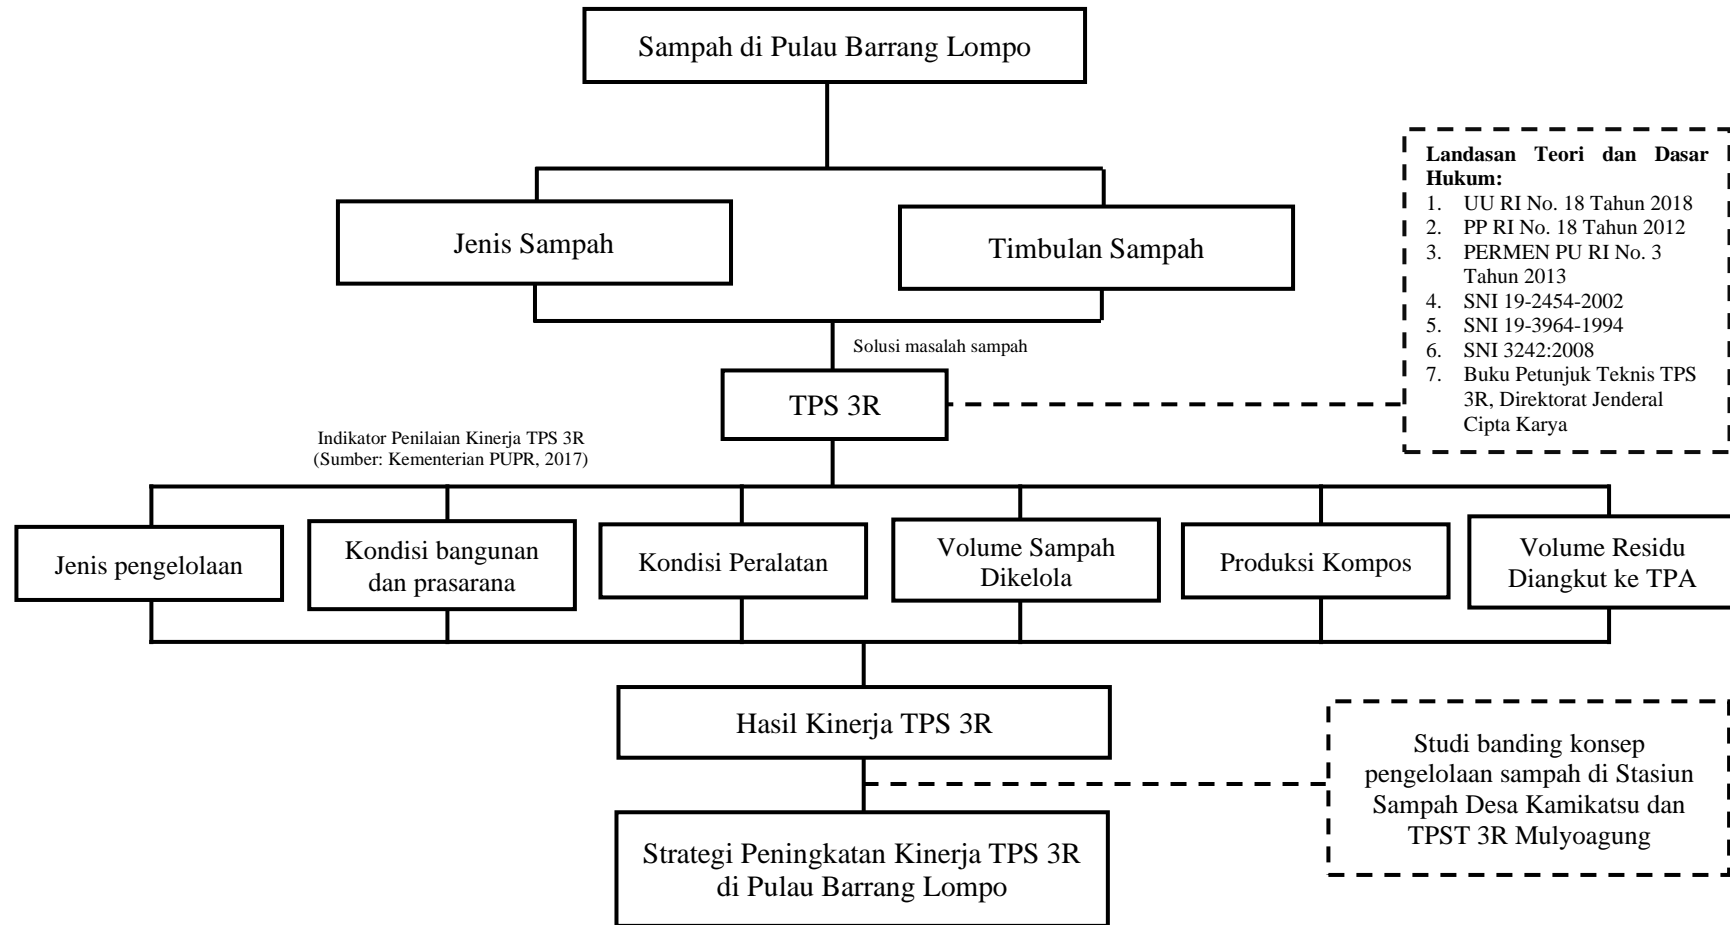 Sampah di Pulau Barrang Lompo
Jenis Sampah
Timbulan Sampah
Landasan Teori dan Dasar
Hukum:
1. UU RI No. 18 Tahun 2018
2. PP RI No. 18 Tahun 2012
3. PERMEN PU RI No. 3
Tahun 2013
4. SNI 19-2454-2002
5. SNI 19-3964-1994
6. SNI 3242:2008
7. Buku Petunjuk Teknis TPS
3R, Direktorat Jenderal
Cipta Karya
Solusi masalah sampah
TPS 3R
Indikator Penilaian Kinerja TPS 3R
(Sumber: Kementerian PUPR, 2017)
Jenis pengelolaan
Kondisi bangunan
dan prasarana
Kondisi Peralatan
Volume Sampah
Dikelola
Produksi Kompos
Volume Residu
Diangkut ke TPA
Hasil Kinerja TPS 3R
Studi banding konsep
pengelolaan sampah di Stasiun
Sampah Desa Kamikatsu dan
TPST 3R Mulyoagung
Strategi Peningkatan Kinerja TPS 3R
di Pulau Barrang Lompo